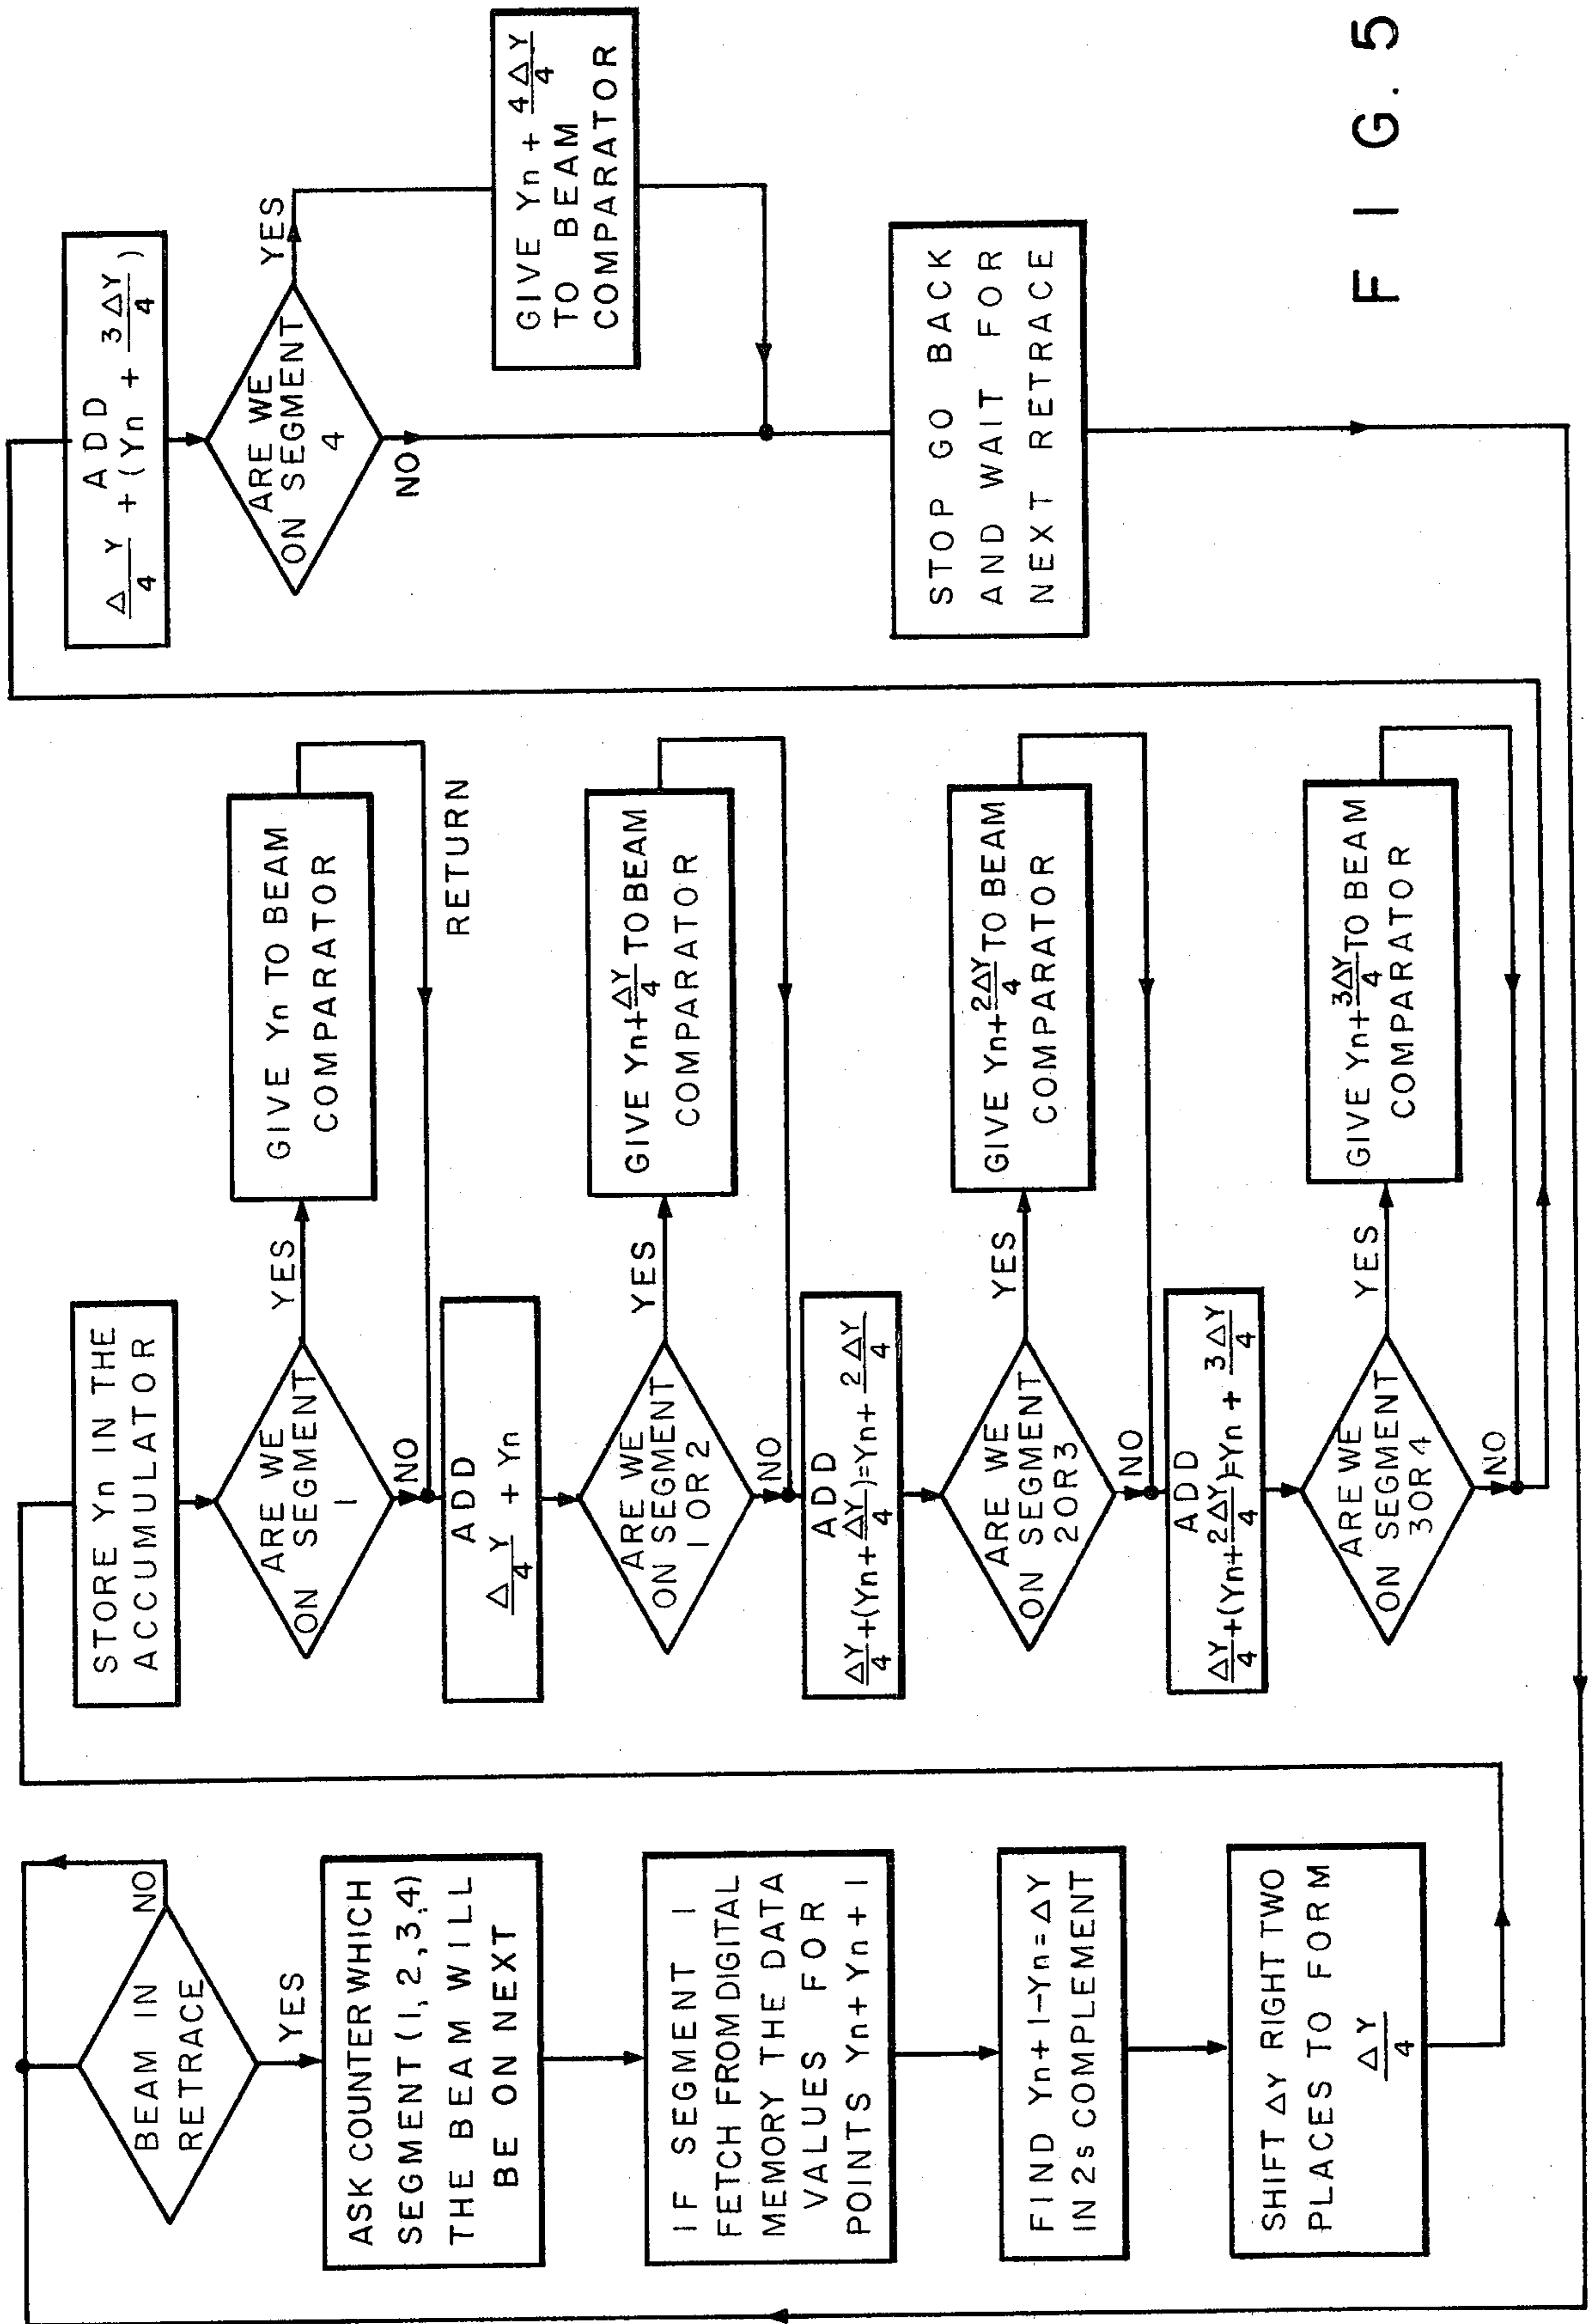 BEAM IN
RETRACE
NO
YES
ASK COUNTER WHICH
SEGMENT (1, 2, 3, 4)
THE BEAM WILL
BE ON NEXT
IF SEGMENT 1
FETCH FROM DIGITAL
MEMORY THE DATA
VALUES FOR
POINTS Yn + Yn + 1
FIND Yn + 1 - Yn = ΔY
IN 2s COMPLEMENT
SHIFT ΔY RIGHT TWO
PLACES TO FORM
ΔY/4
STORE Yn IN THE
ACCUMULATOR
ARE WE
ON SEGMENT
1
YES
GIVE Yn TO BEAM
COMPARATOR
NO
RETURN
ADD
ΔY/4 + Yn
ARE WE
ON SEGMENT
1 OR 2
YES
GIVE Yn + ΔY/4 TO BEAM
COMPARATOR
NO
ADD
ΔY/4 + (Yn + ΔY/4) = Yn + 2ΔY/4
ARE WE
ON SEGMENT
2 OR 3
YES
GIVE Yn + 2ΔY/4 TO BEAM
COMPARATOR
NO
ADD
ΔY/4 + (Yn + 2ΔY/4) = Yn + 3ΔY/4
ARE WE
ON SEGMENT
3 OR 4
YES
GIVE Yn + 3ΔY/4 TO BEAM
COMPARATOR
NO
ADD
ΔY/4 + (Yn + 3ΔY/4)
ARE WE
ON SEGMENT
4
YES
GIVE Yn + 4ΔY/4
TO BEAM
COMPARATOR
NO
STOP GO BACK
AND WAIT FOR
NEXT RETRACE
FIG. 5